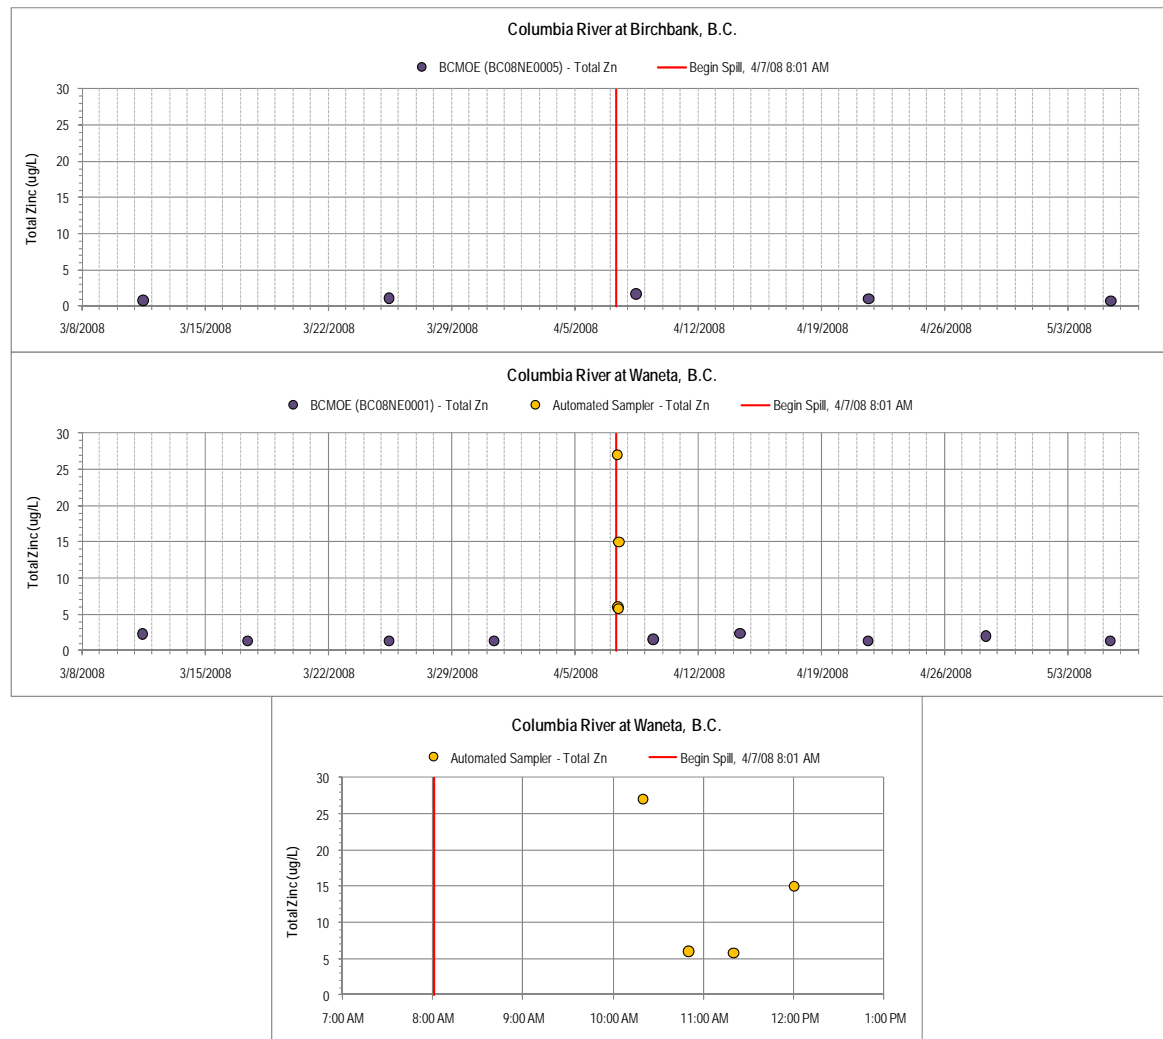 Columbia River at Birchbank, B.C.
BCMOE (BC08NE0005) - Total Zn Begin Spill, 4/7/08 8:01 AM
30
25
20
15
10
5
0
Total Zinc (ug/L)
3/8/2008 3/15/2008 3/22/2008 3/29/2008 4/5/2008 4/12/2008 4/19/2008 4/26/2008 5/3/2008
Columbia River at Waneta, B.C.
BCMOE (BC08NE0001) - Total Zn Automated Sampler - Total Zn Begin Spill, 4/7/08 8:01 AM
30
25
20
15
10
5
0
Total Zinc (ug/L)
3/8/2008 3/15/2008 3/22/2008 3/29/2008 4/5/2008 4/12/2008 4/19/2008 4/26/2008 5/3/2008
Columbia River at Waneta, B.C.
Automated Sampler - Total Zn Begin Spill, 4/7/08 8:01 AM
30
25
20
15
10
5
0
Total Zinc (ug/L)
7:00 AM 8:00 AM 9:00 AM 10:00 AM 11:00 AM 12:00 PM 1:00 PM